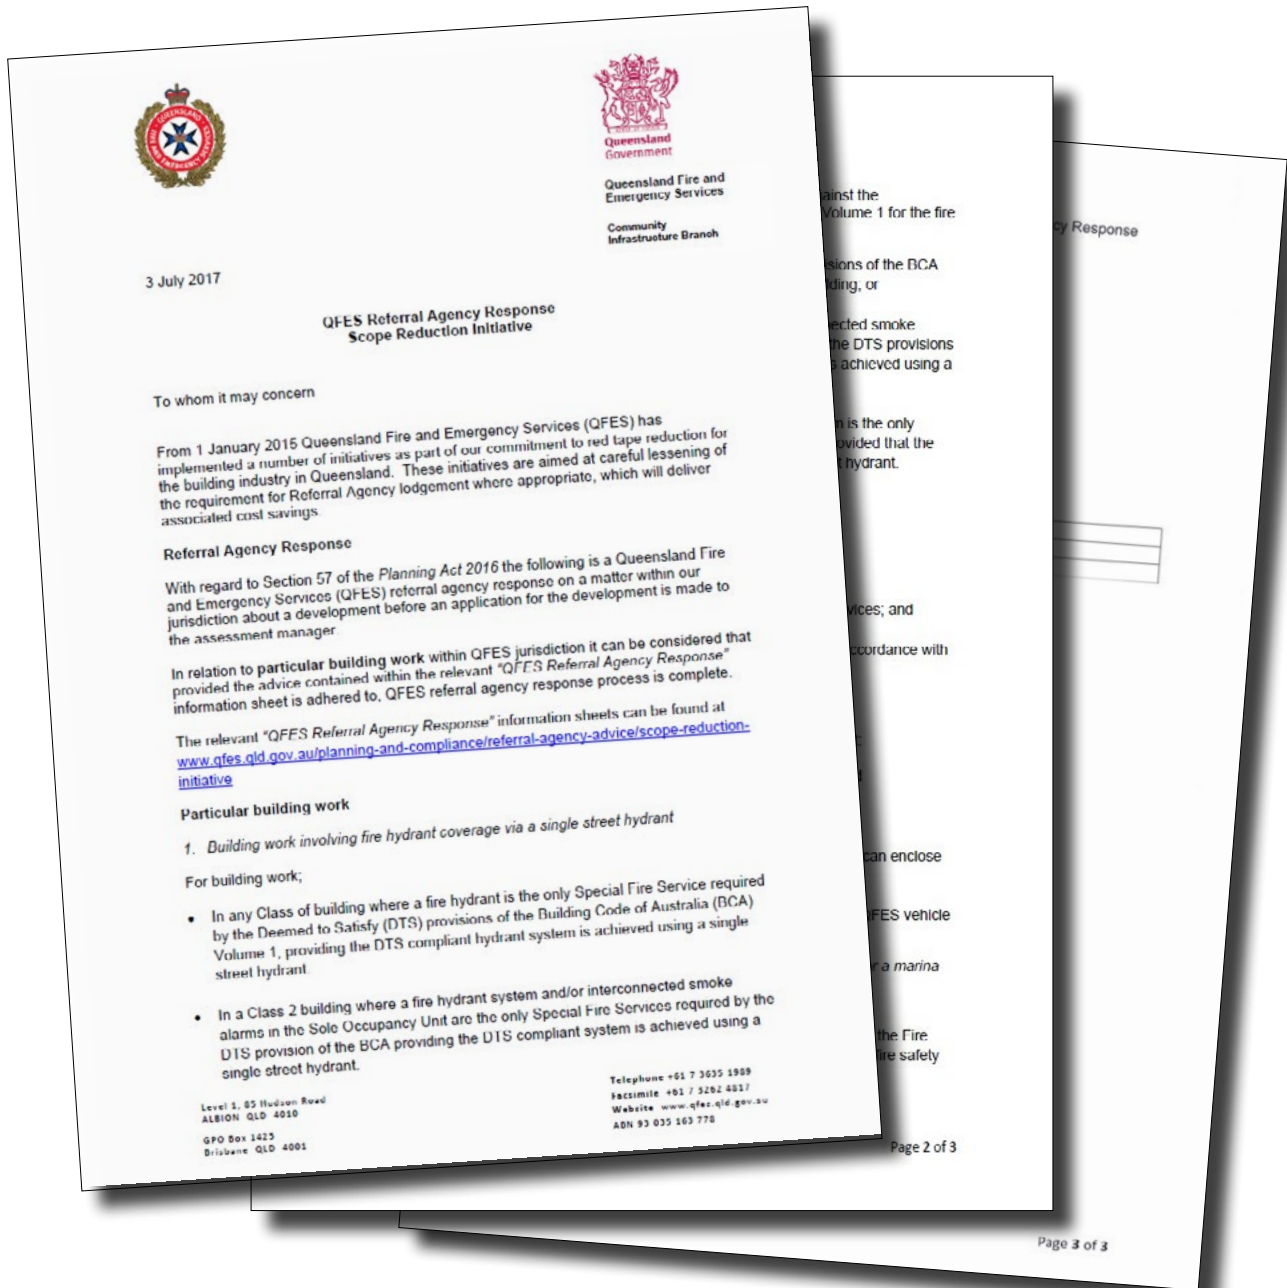 QUEENSLAND
FIRE AND EMERGENCY SERVICES
Queensland
Government
Queensland Fire and
Emergency Services
Community
Infrastructure Branch
3 July 2017
QFES Referral Agency Response
Scope Reduction Initiative
To whom it may concern
From 1 January 2015 Queensland Fire and Emergency Services (QFES) has
implemented a number of initiatives as part of our commitment to red tape reduction for
the building industry in Queensland. These initiatives are aimed at careful lessening of
the requirement for Referral Agency lodgement where appropriate, which will deliver
associated cost savings.
Referral Agency Response
With regard to Section 57 of the Planning Act 2016 the following is a Queensland Fire
and Emergency Services (QFES) referral agency response on a matter within our
jurisdiction about a development before an application for the development is made to
the assessment manager.
In relation to particular building work within QFES jurisdiction it can be considered that
provided the advice contained within the relevant "QFES Referral Agency Response"
information sheet is adhered to, QFES referral agency response process is complete.
The relevant "QFES Referral Agency Response" information sheets can be found at
www.qfes.qld.gov.au/planning-and-compliance/referral-agency-advice/scope-reduction-
initiative
Particular building work
1. Building work involving fire hydrant coverage via a single street hydrant
For building work;
• In any Class of building where a fire hydrant is the only Special Fire Service required
by the Deemed to Satisfy (DTS) provisions of the Building Code of Australia (BCA)
Volume 1, providing the DTS compliant hydrant system is achieved using a single
street hydrant.
• In a Class 2 building where a fire hydrant system and/or interconnected smoke
alarms in the Sole Occupancy Unit are the only Special Fire Services required by the
DTS provision of the BCA providing the DTS compliant system is achieved using a
single street hydrant.
Level 1, 85 Hudson Road
ALBION QLD 4010
GPO Box 1425
Brisbane QLD 4001
Telephone +61 7 3635 1989
Facsimile +61 7 3262 4817
Website www.qfes.qld.gov.au
ABN 93 035 163 778
ainst the
Volume 1 for the fire
isions of the BCA
lding; or
ected smoke
the DTS provisions
s achieved using a
n is the only
ovided that the
t hydrant.
vices; and
ccordance with
can enclose
QFES vehicle
r a marina
the Fire
fire safety
Page 2 of 3
cy Response
Page 3 of 3